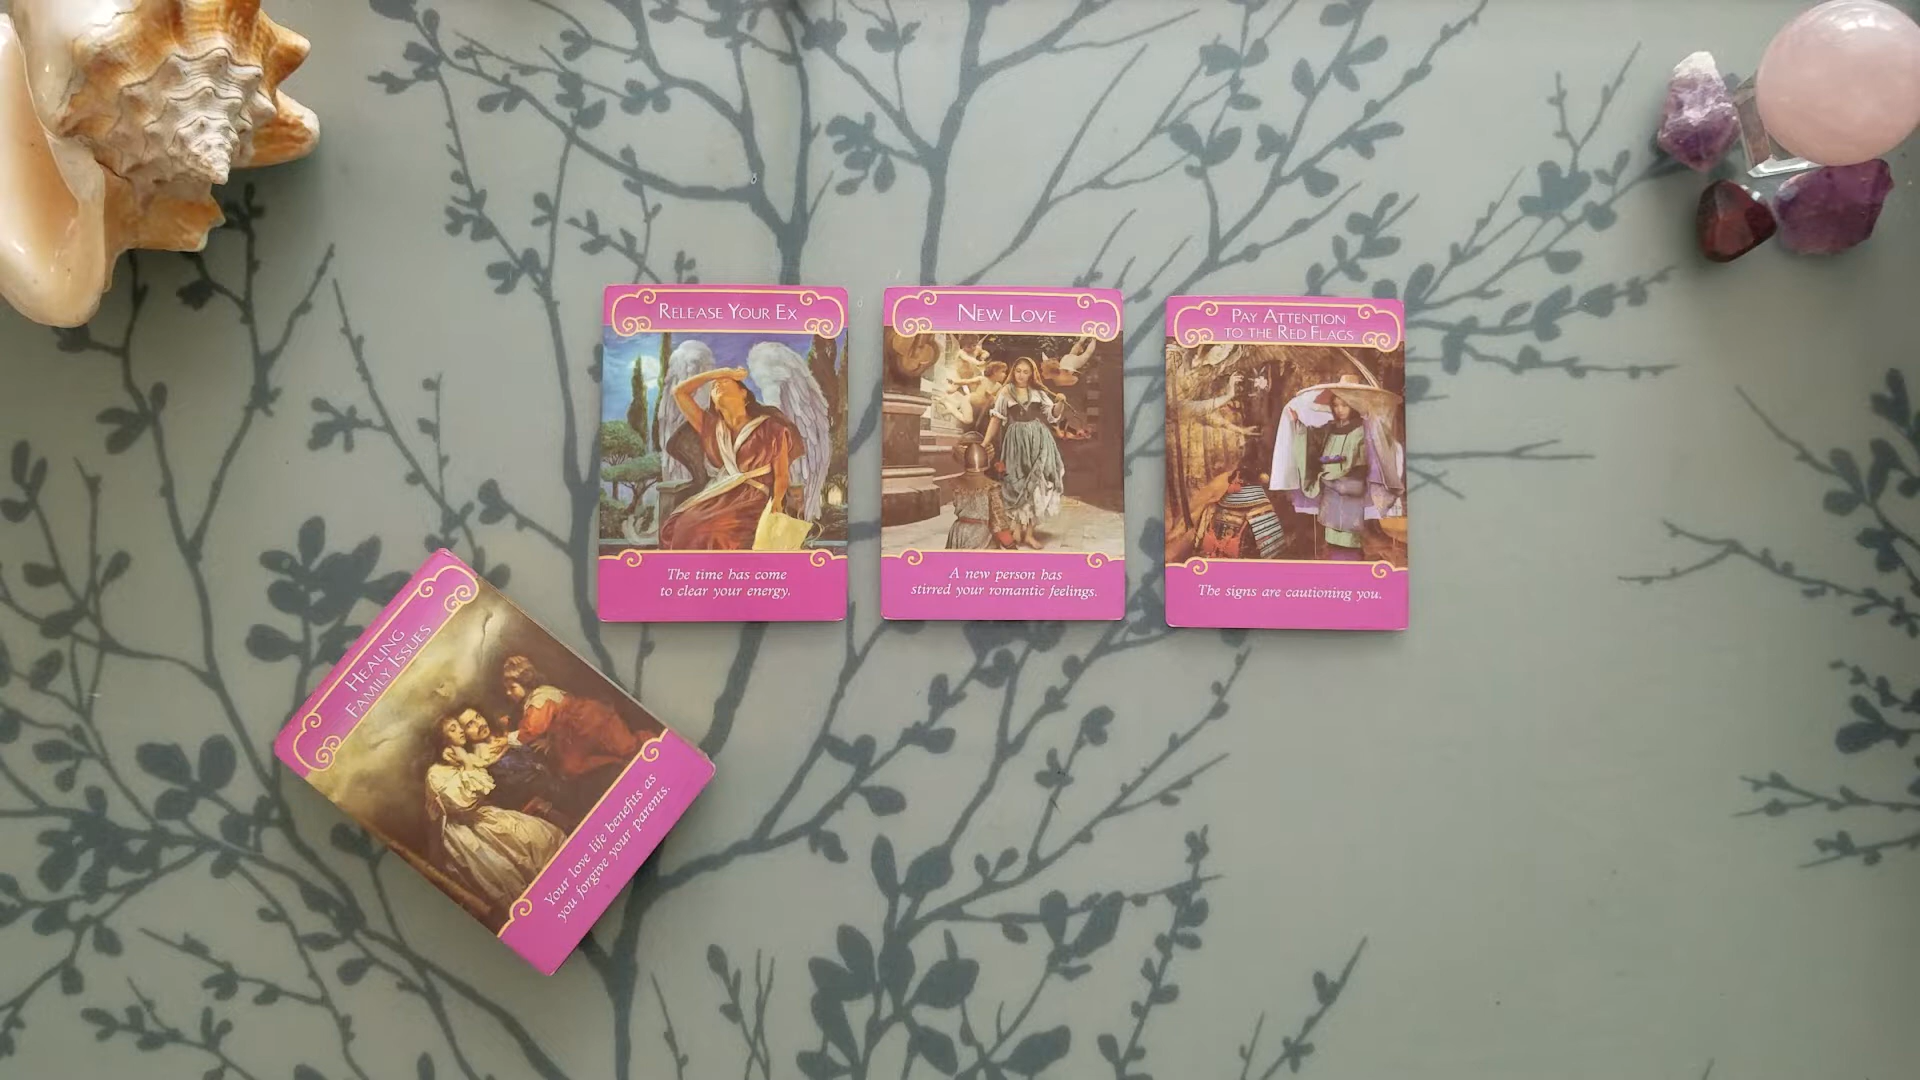 RELEASE YOUR EX
The time has come
to clear your energy.
NEW LOVE
A new person has
stirred your romantic feelings.
PAY ATTENTION
TO THE RED FLAGS
The signs are cautioning you.
HEALING
FAMILY ISSUES
Your love life benefits as
you forgive your parents.